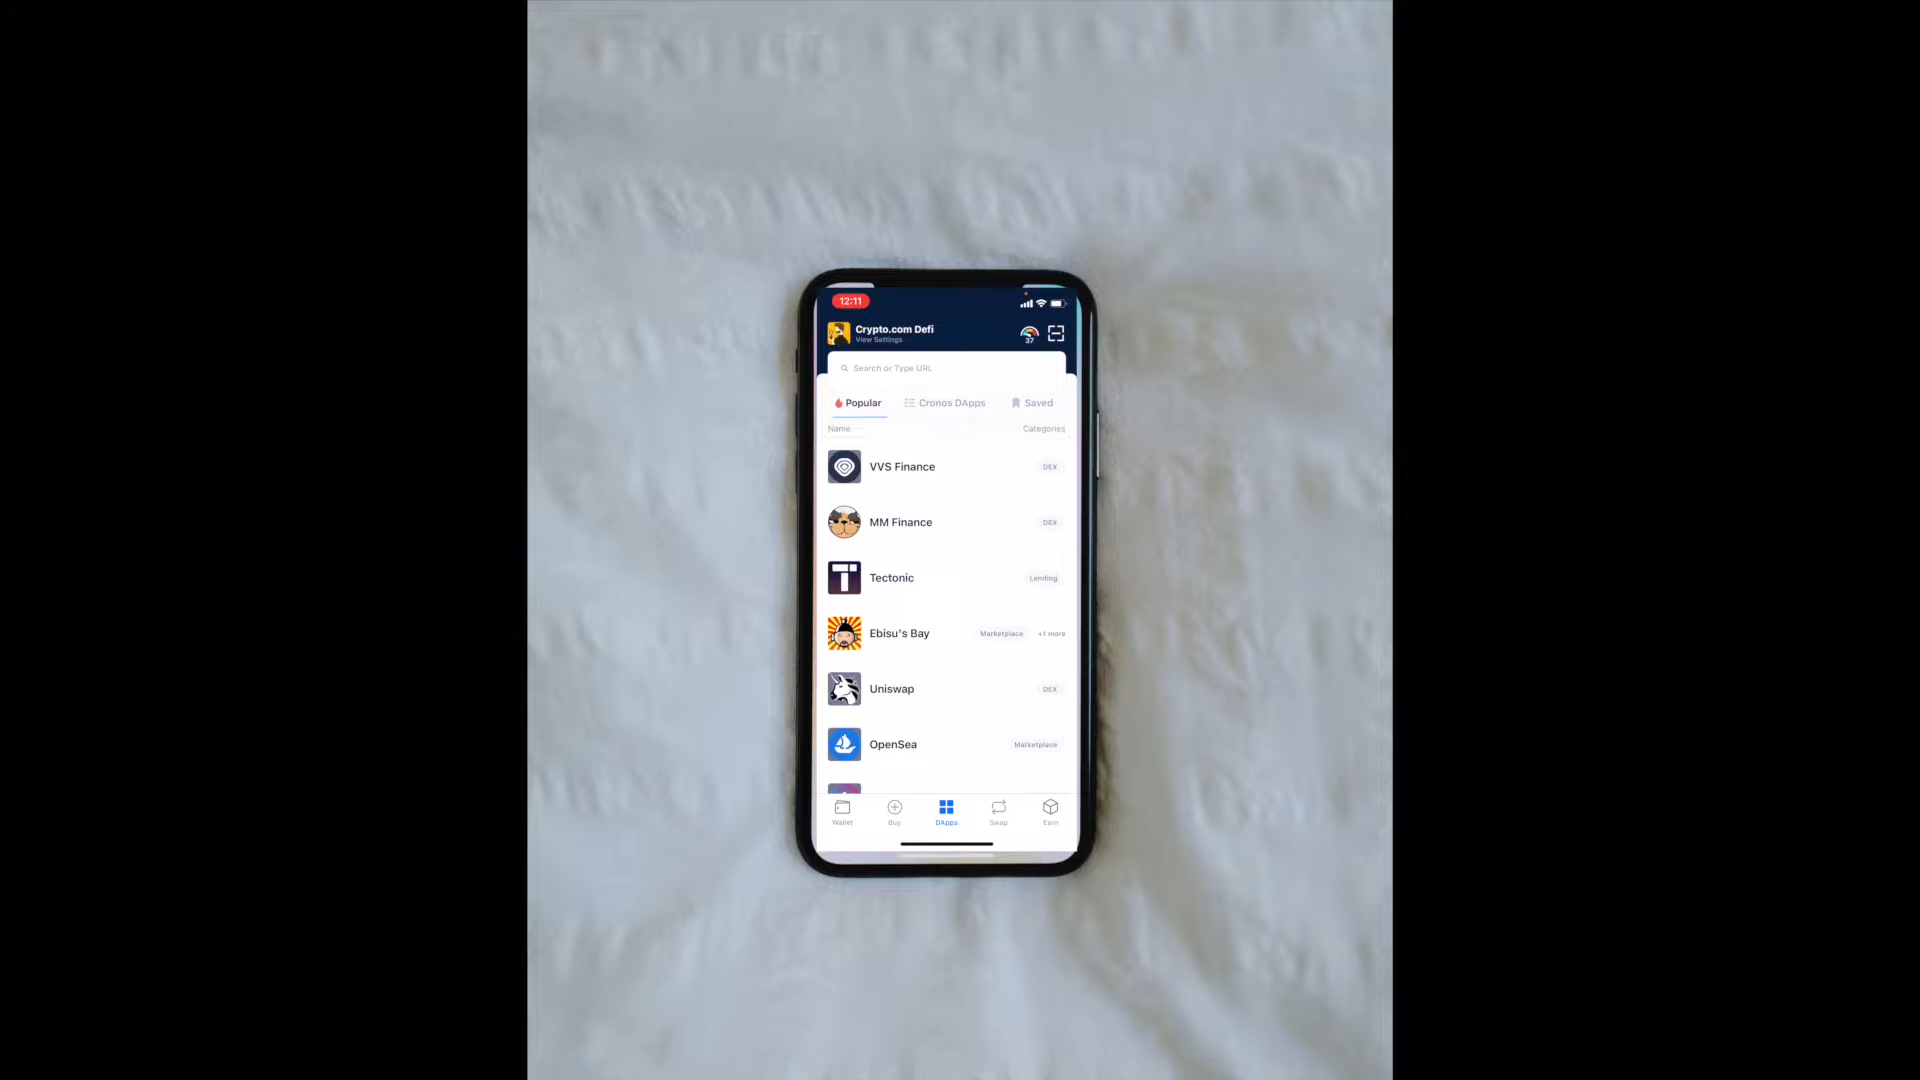 12:11
Crypto.com Defi
View Settings
37
Search or Type URL
Popular
Cronos DApps
Saved
Name
Categories
VVS Finance
DEX
MM Finance
DEX
Tectonic
Lending
Ebisu's Bay
Marketplace
+1 more
Uniswap
DEX
OpenSea
Marketplace
Wallet
Buy
DApps
Swap
Earn